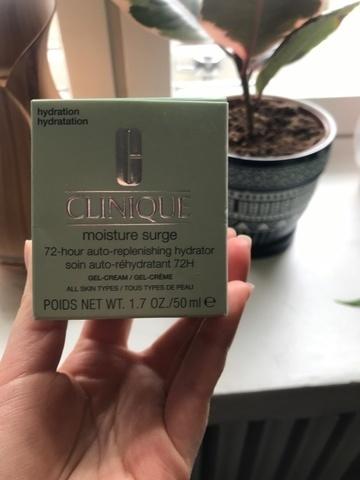 hydration
hydratation
CLINIQUE
moisture surge
72-hour auto-replenishing hydrator
soin auto-réhydratant 72H
GEL-CREAM / GEL-CRÈME
ALL SKIN TYPES / TOUS TYPES DE PEAU
POIDS NET WT. 1.7 OZ./50 ml ℮